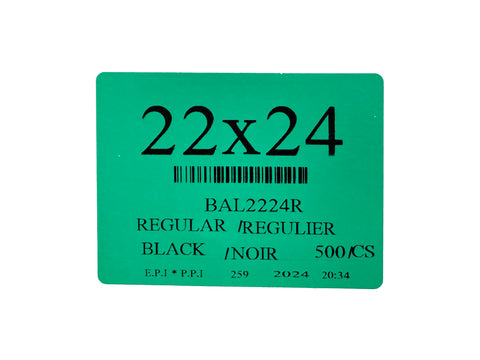 22x24
BAL2224R
REGULAR /REGULIER
BLACK /NOIR 500/CS
E.P.I * P.P.I 259 2024 20:34